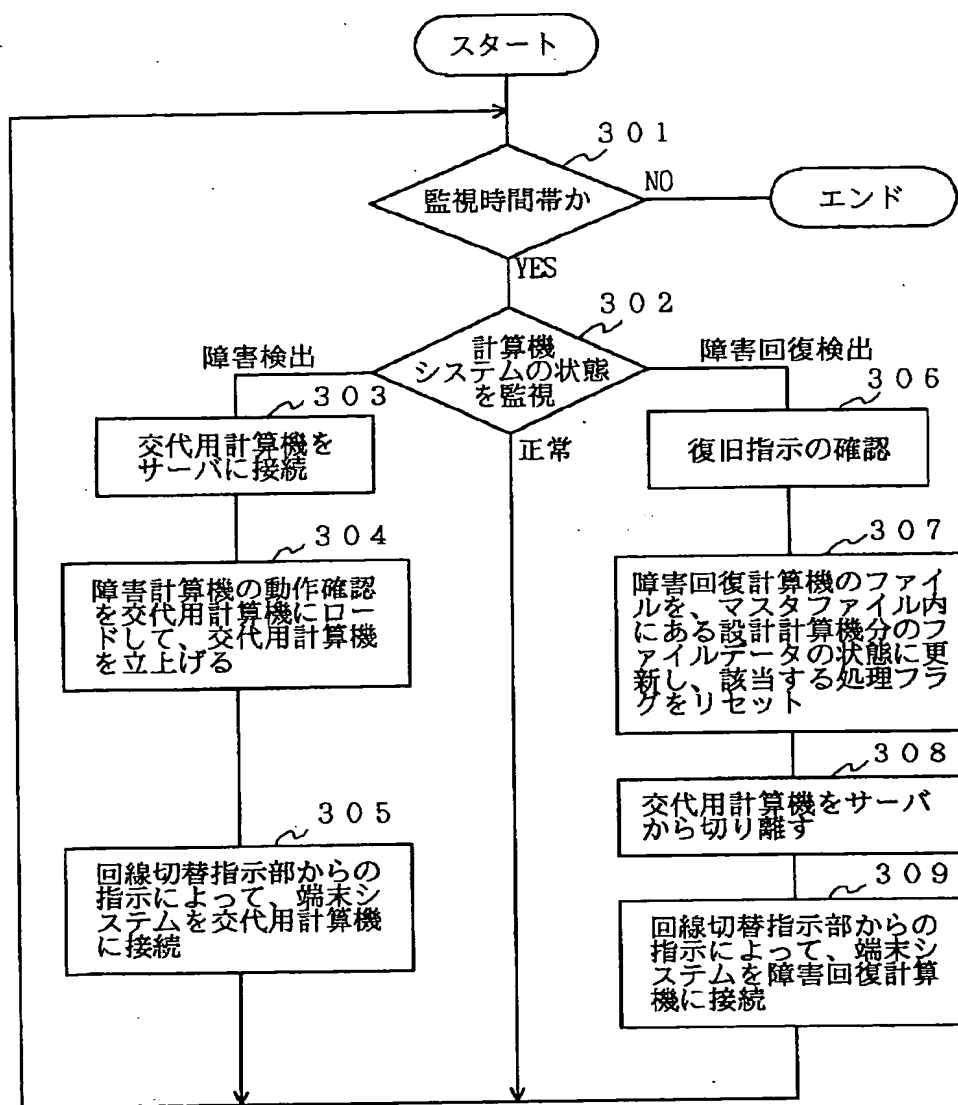 スタート
301
監視時間帯か
NO
エンド
YES
302
計算機
システムの状態
を監視
障害検出
障害回復検出
正常
303
交代用計算機を
サーバに接続
304
障害計算機の動作確認
を交代用計算機にロー
ドして、交代用計算機
を立上げる
305
回線切替指示部からの
指示によって、端末シ
ステムを交代用計算機
に接続
306
復旧指示の確認
307
障害回復計算機のファイ
ルを、マスタファイル内
にある設計計算機分のフ
ァイルデータの状態に更
新し、該当する処理フラ
グをリセット
308
交代用計算機をサーバ
から切り離す
309
回線切替指示部からの
指示によって、端末シ
ステムを障害回復計算
機に接続